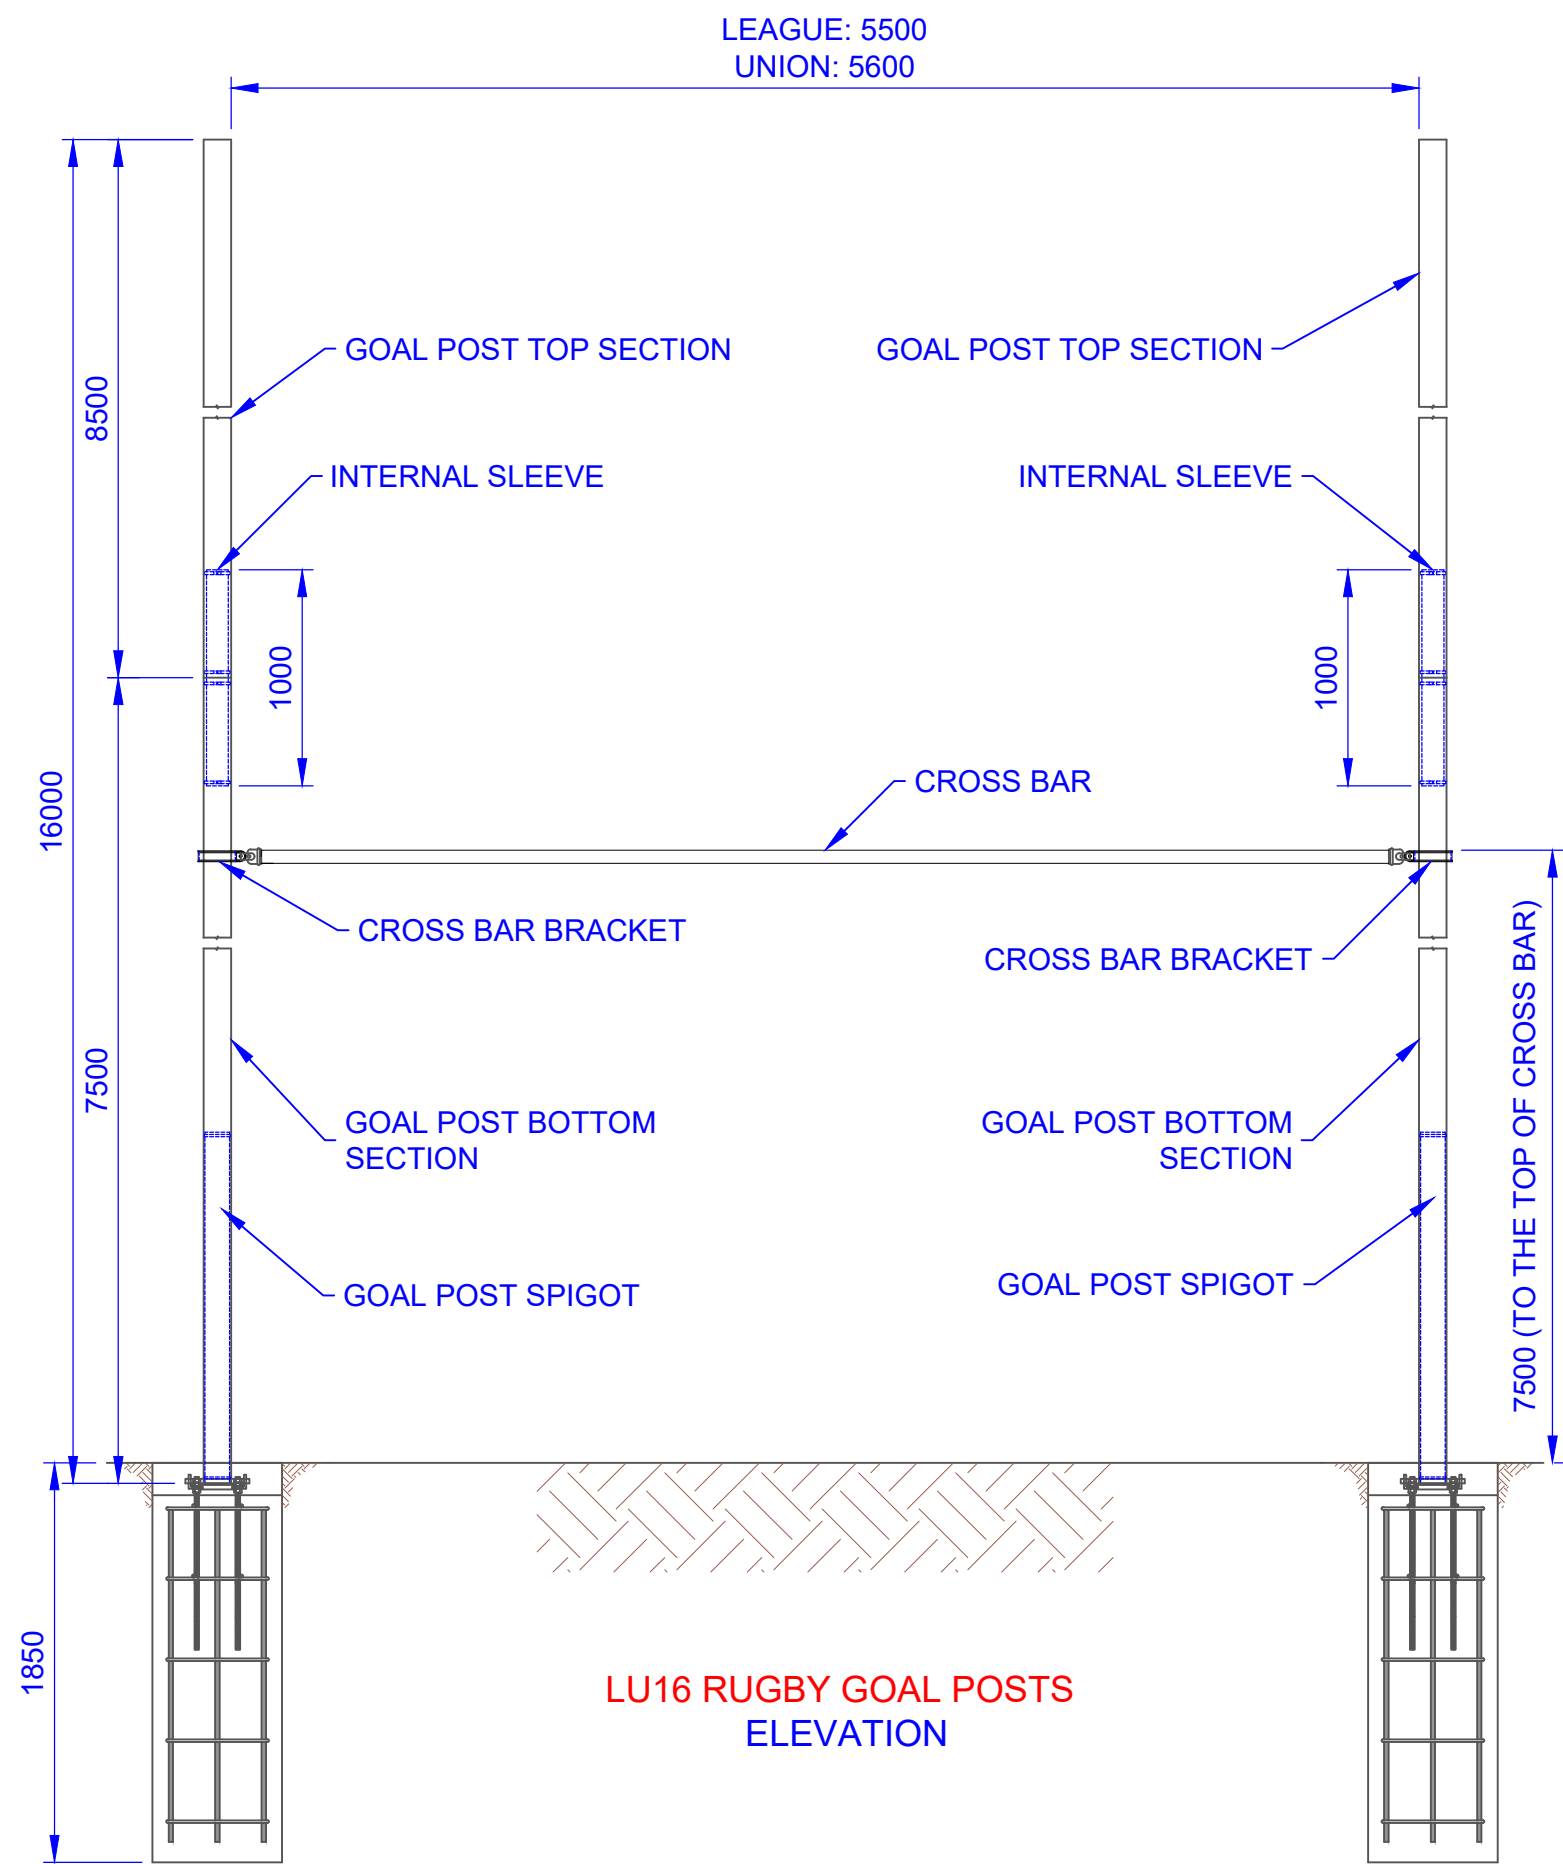 LEAGUE: 5500
UNION: 5600
GOAL POST TOP SECTION
GOAL POST TOP SECTION
8500
INTERNAL SLEEVE
INTERNAL SLEEVE
1000
1000
16000
CROSS BAR
CROSS BAR BRACKET
CROSS BAR BRACKET
7500
7500 (TO THE TOP OF CROSS BAR)
GOAL POST BOTTOM
SECTION
GOAL POST BOTTOM
SECTION
GOAL POST SPIGOT
GOAL POST SPIGOT
1850
LU16 RUGBY GOAL POSTS
ELEVATION